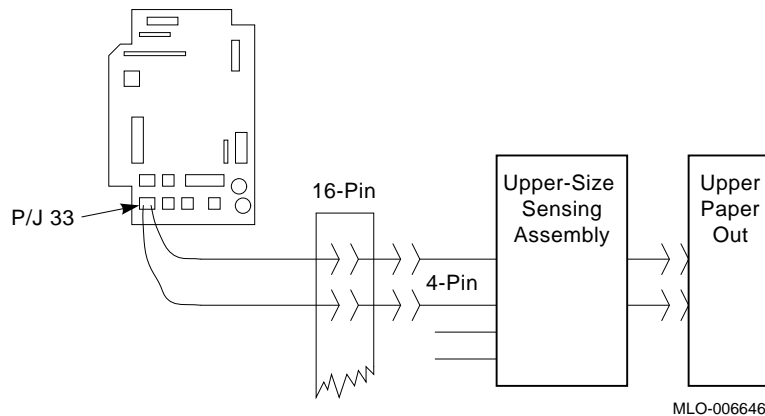 P/J 33
16-Pin
4-Pin
Upper-Size
Sensing
Assembly
Upper
Paper
Out
MLO-006646